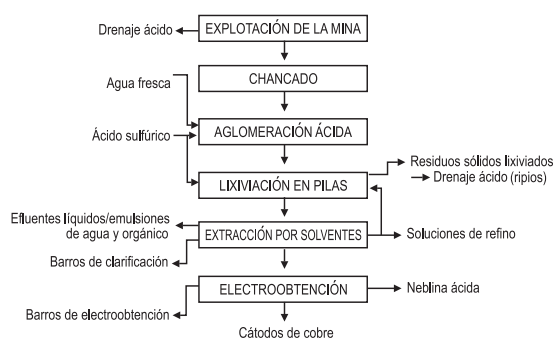 Drenaje ácido
EXPLOTACIÓN DE LA MINA
CHANCADO
Agua fresca
AGLOMERACIÓN ÁCIDA
Ácido sulfúrico
LIXIVIACIÓN EN PILAS
Residuos sólidos lixiviados
Drenaje ácido (ripios)
Efluentes líquidos/emulsiones
de agua y orgánico
EXTRACCIÓN POR SOLVENTES
Soluciones de refino
Barros de clarificación
ELECTROOBTENCIÓN
Neblina ácida
Barros de electroobtención
Cátodos de cobre